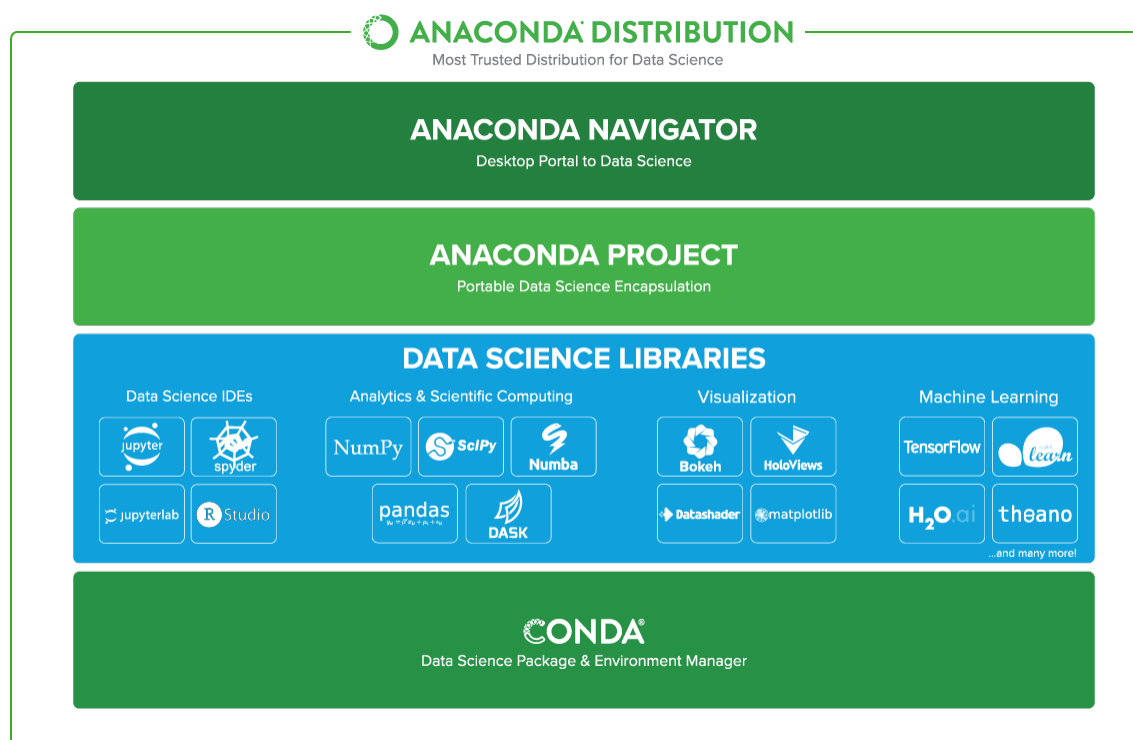 ANACONDA® DISTRIBUTION
Most Trusted Distribution for Data Science
ANACONDA NAVIGATOR
Desktop Portal to Data Science
ANACONDA PROJECT
Portable Data Science Encapsulation
DATA SCIENCE LIBRARIES
Data Science IDEs
jupyter
spyder
jupyterlab
R Studio
Analytics & Scientific Computing
NumPy
SciPy
Numba
pandas
DASK
Visualization
Bokeh
HoloViews
Datashader
matplotlib
Machine Learning
TensorFlow
learn
H2O.ai
theano
...and many more!
CONDA®
Data Science Package & Environment Manager